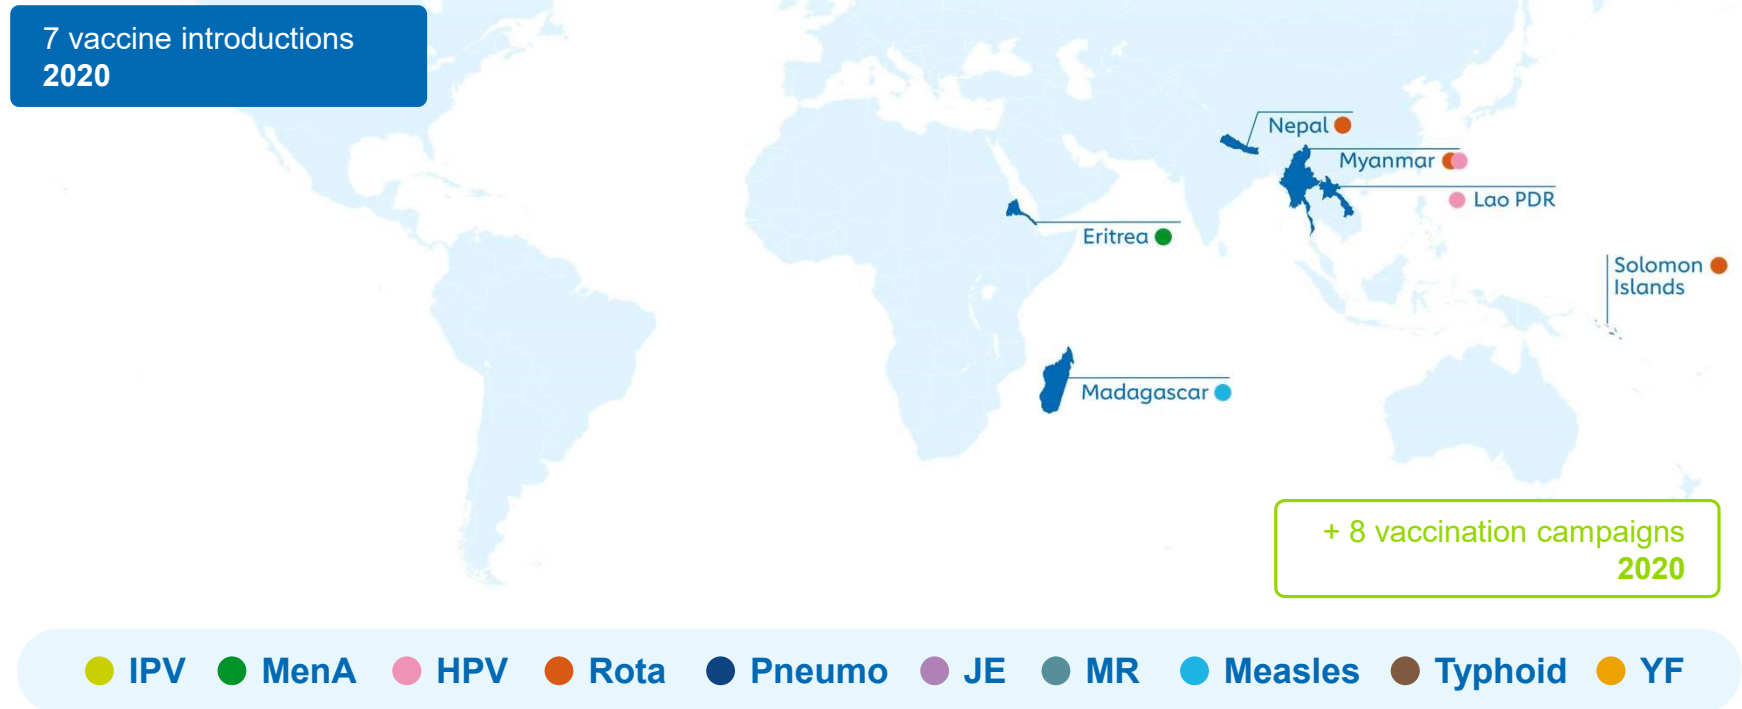 7 vaccine introductions
2020
Nepal
Myanmar
Lao PDR
Eritrea
Solomon
Islands
Madagascar
+ 8 vaccination campaigns
2020
IPV MenA HPV Rota Pneumo JE MR Measles Typhoid YF